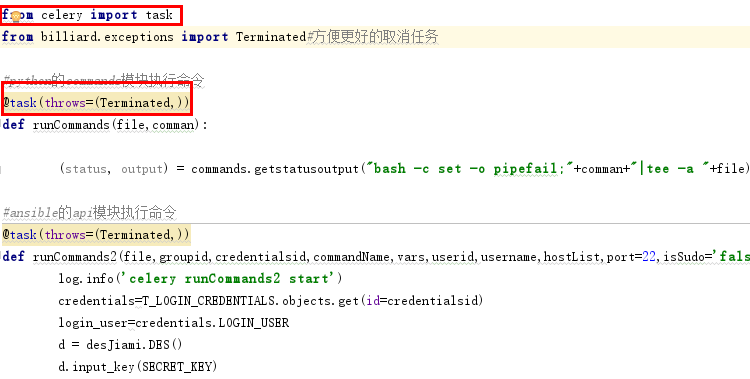 from celery import task
from billiard.exceptions import Terminated#方便更好的取消任务
#python的commands模块执行命令
@task(throws=(Terminated,))
def runCommands(file,comman):
(status, output) = commands.getstatusoutput("bash -c set -o pipefail;"+comman+"|tee -a "+file)
#ansible的api模块执行命令
@task(throws=(Terminated,))
def runCommands2(file,groupid,credentialsid,commandName,vars,userid,username,hostList,port=22,isSudo='fals
log.info('celery runCommands2 start')
credentials=T_LOGIN_CREDENTIALS.objects.get(id=credentialsid)
login_user=credentials.LOGIN_USER
d = desJiami.DES()
d.input_key(SECRET_KEY)